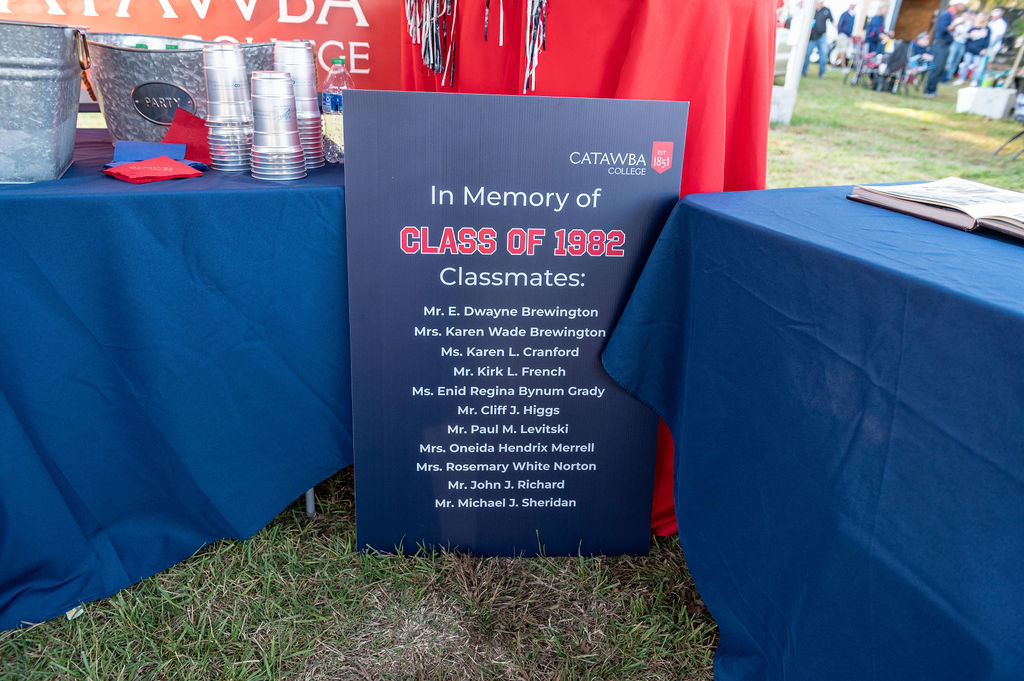 CATAWBA
COLLEGE
PARTY
CATAWBA
COLLEGE
EST.
1851
In Memory of
CLASS OF 1982
Classmates:
Mr. E. Dwayne Brewington
Mrs. Karen Wade Brewington
Ms. Karen L. Cranford
Mr. Kirk L. French
Ms. Enid Regina Bynum Grady
Mr. Cliff J. Higgs
Mr. Paul M. Levitski
Mrs. Oneida Hendrix Merrell
Mrs. Rosemary White Norton
Mr. John J. Richard
Mr. Michael J. Sheridan